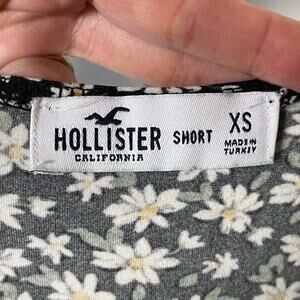 HOLLISTER SHORT XS
CALIFORNIA MADE IN
TURKEY